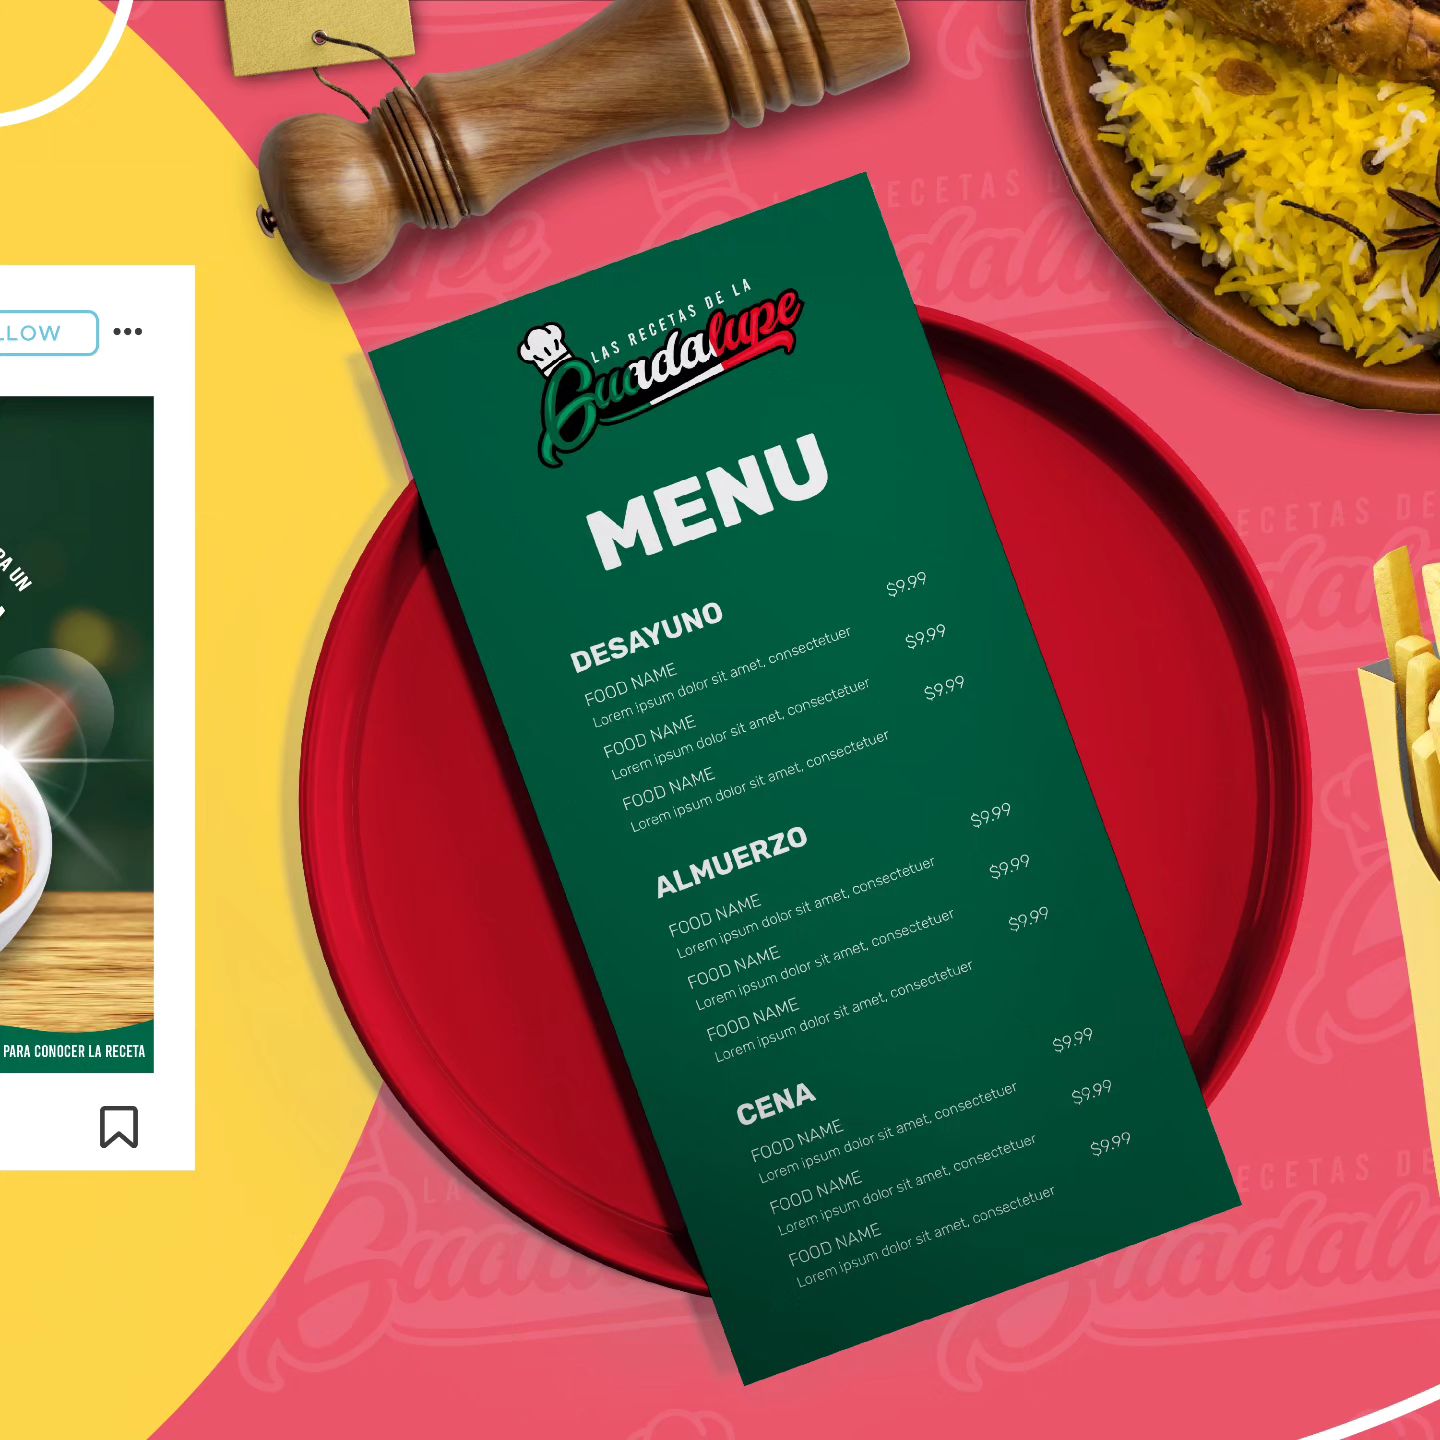 LLOW
RA UN
PARA CONOCER LA RECETA
LAS RECETAS DE LA
Guadalupe
MENU
DESAYUNO
FOOD NAME $9.99
Lorem ipsum dolor sit amet, consectetuer
FOOD NAME $9.99
Lorem ipsum dolor sit amet, consectetuer
FOOD NAME $9.99
Lorem ipsum dolor sit amet, consectetuer
ALMUERZO
FOOD NAME $9.99
Lorem ipsum dolor sit amet, consectetuer
FOOD NAME $9.99
Lorem ipsum dolor sit amet, consectetuer
FOOD NAME $9.99
Lorem ipsum dolor sit amet, consectetuer
CENA
FOOD NAME $9.99
Lorem ipsum dolor sit amet, consectetuer
FOOD NAME $9.99
Lorem ipsum dolor sit amet, consectetuer
FOOD NAME $9.99
Lorem ipsum dolor sit amet, consectetuer